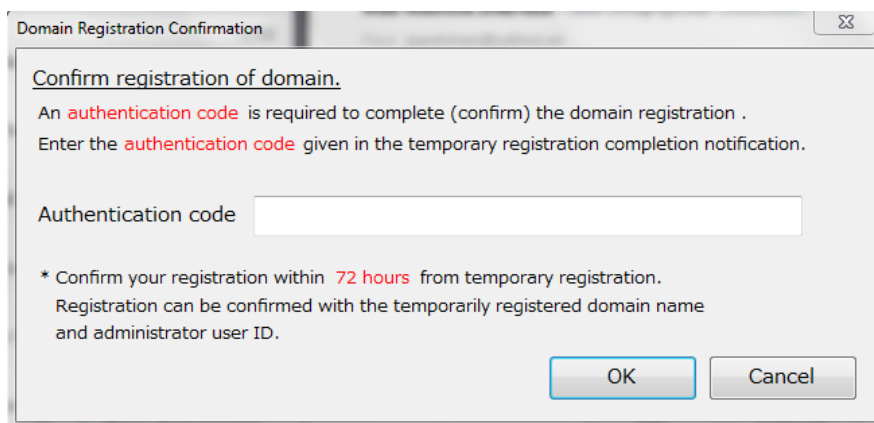 Domain Registration Confirmation
Confirm registration of domain.
An authentication code is required to complete (confirm) the domain registration .
Enter the authentication code given in the temporary registration completion notification.
Authentication code
* Confirm your registration within 72 hours from temporary registration.
Registration can be confirmed with the temporarily registered domain name
and administrator user ID.
OK Cancel